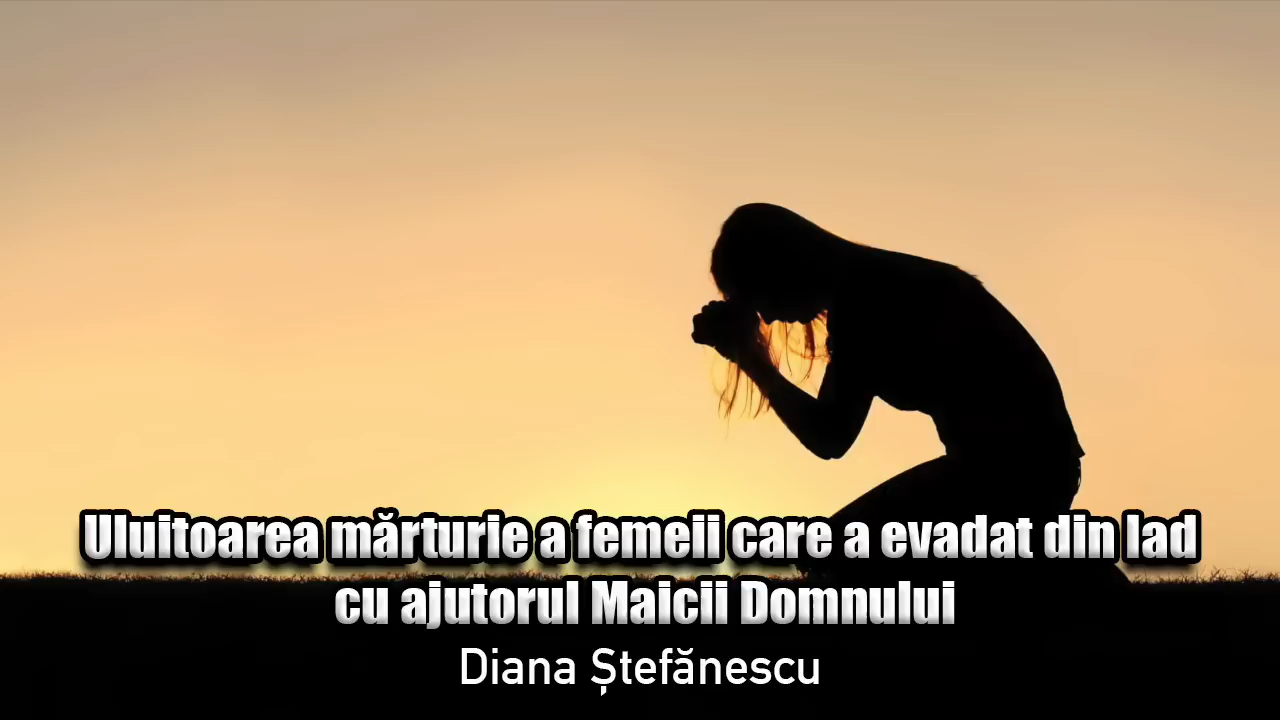 Uluitoarea mărturie a femeii care a evadat din Iad
cu ajutorul Maicii Domnului
Diana Ștefănescu